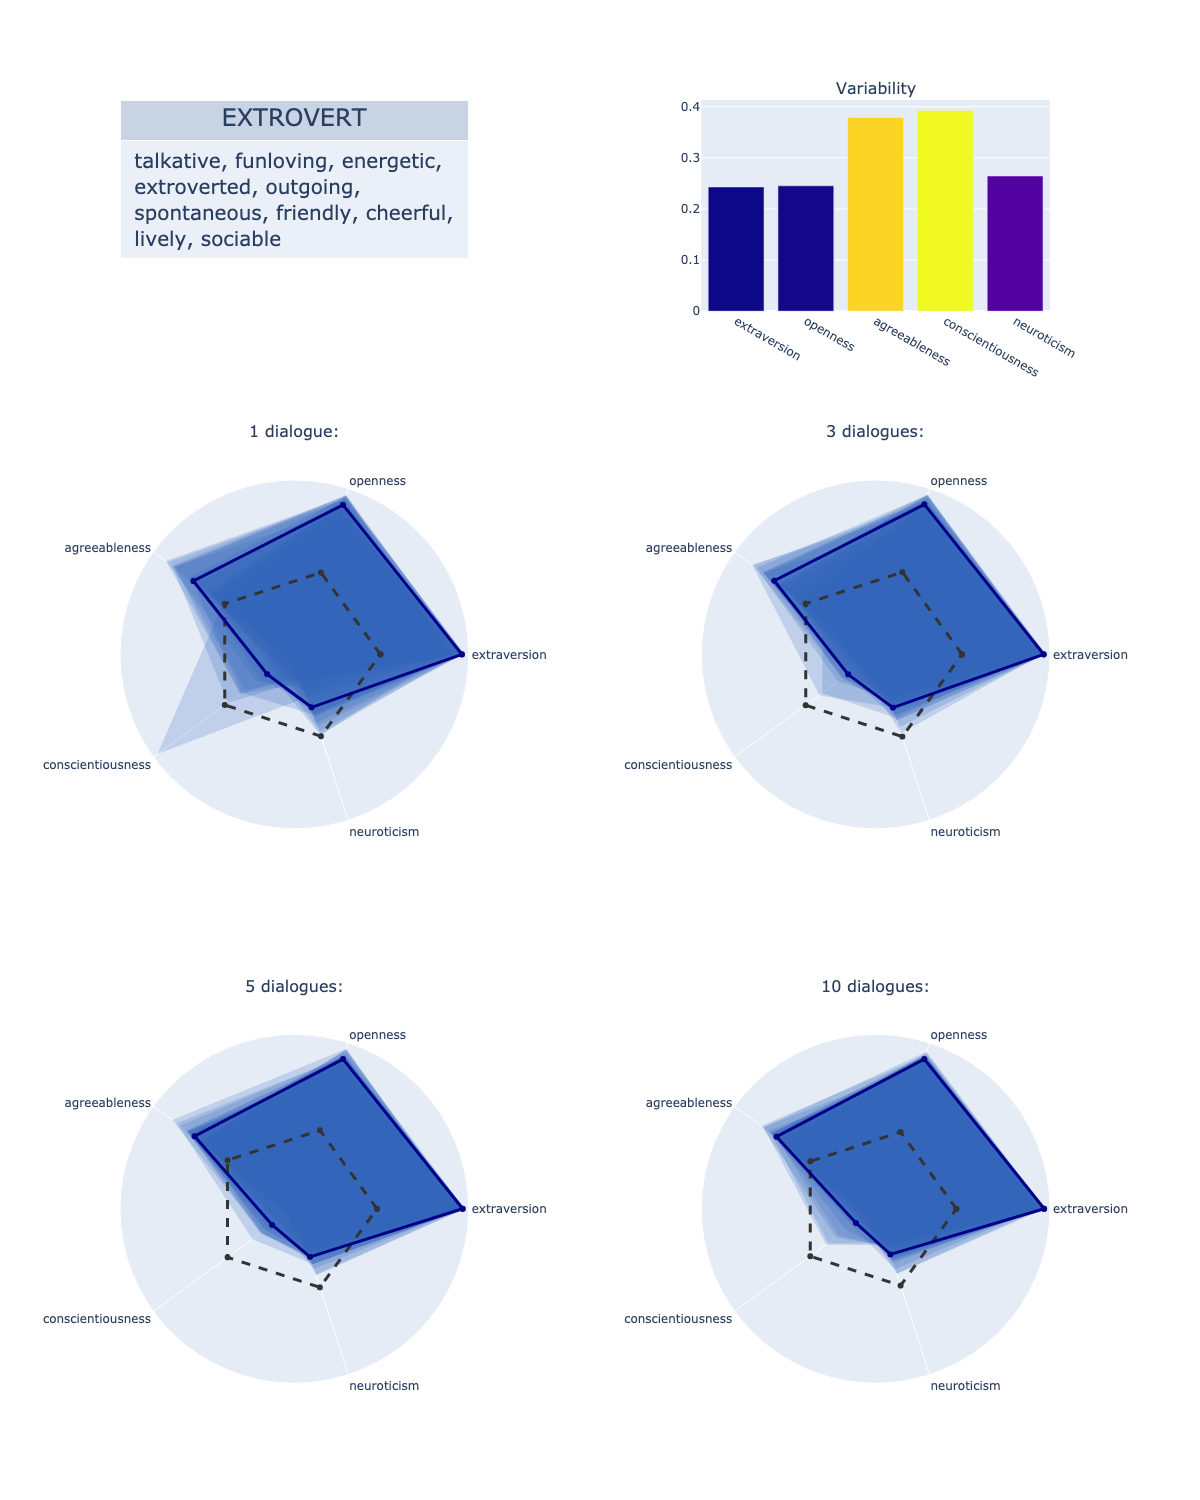 EXTROVERT
talkative, funloving, energetic,
extroverted, outgoing,
spontaneous, friendly, cheerful,
lively, sociable
Variability
0.4
0.3
0.2
0.1
0
extraversion
openness
agreeableness
conscientiousness
neuroticism
1 dialogue:
openness
agreeableness
extraversion
conscientiousness
neuroticism
3 dialogues:
openness
agreeableness
extraversion
conscientiousness
neuroticism
5 dialogues:
openness
agreeableness
extraversion
conscientiousness
neuroticism
10 dialogues:
openness
agreeableness
extraversion
conscientiousness
neuroticism